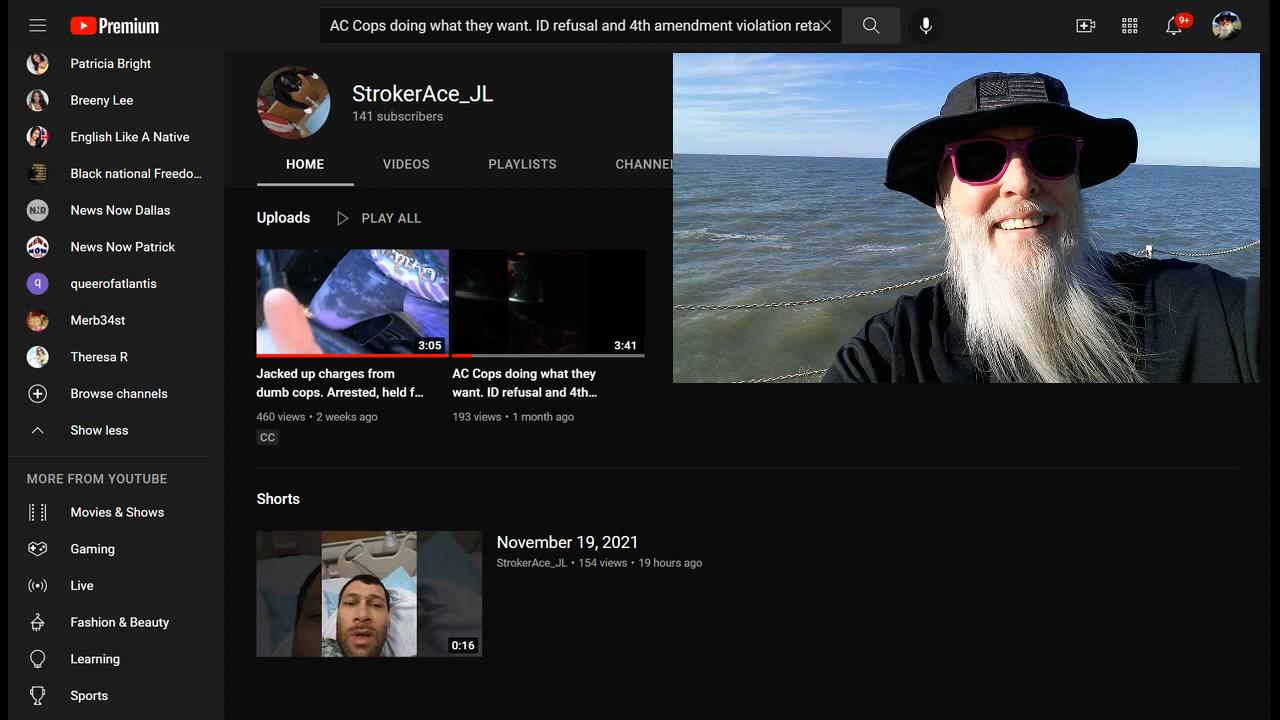 Premium
AC Cops doing what they want. ID refusal and 4th amendment violation reta
9+
Patricia Bright
Breeny Lee
English Like A Native
Black national Freedo...
News Now Dallas
News Now Patrick
q
queerofatlantis
Merb34st
Theresa R
Browse channels
Show less
MORE FROM YOUTUBE
Movies & Shows
Gaming
Live
Fashion & Beauty
Learning
Sports
StrokerAce_JL
141 subscribers
HOME VIDEOS PLAYLISTS CHANNEL
Uploads PLAY ALL
3:05
Jacked up charges from
dumb cops. Arrested, held f...
460 views • 2 weeks ago
CC
3:41
AC Cops doing what they
want. ID refusal and 4th...
193 views • 1 month ago
Shorts
0:16
November 19, 2021
StrokerAce_JL • 154 views • 19 hours ago